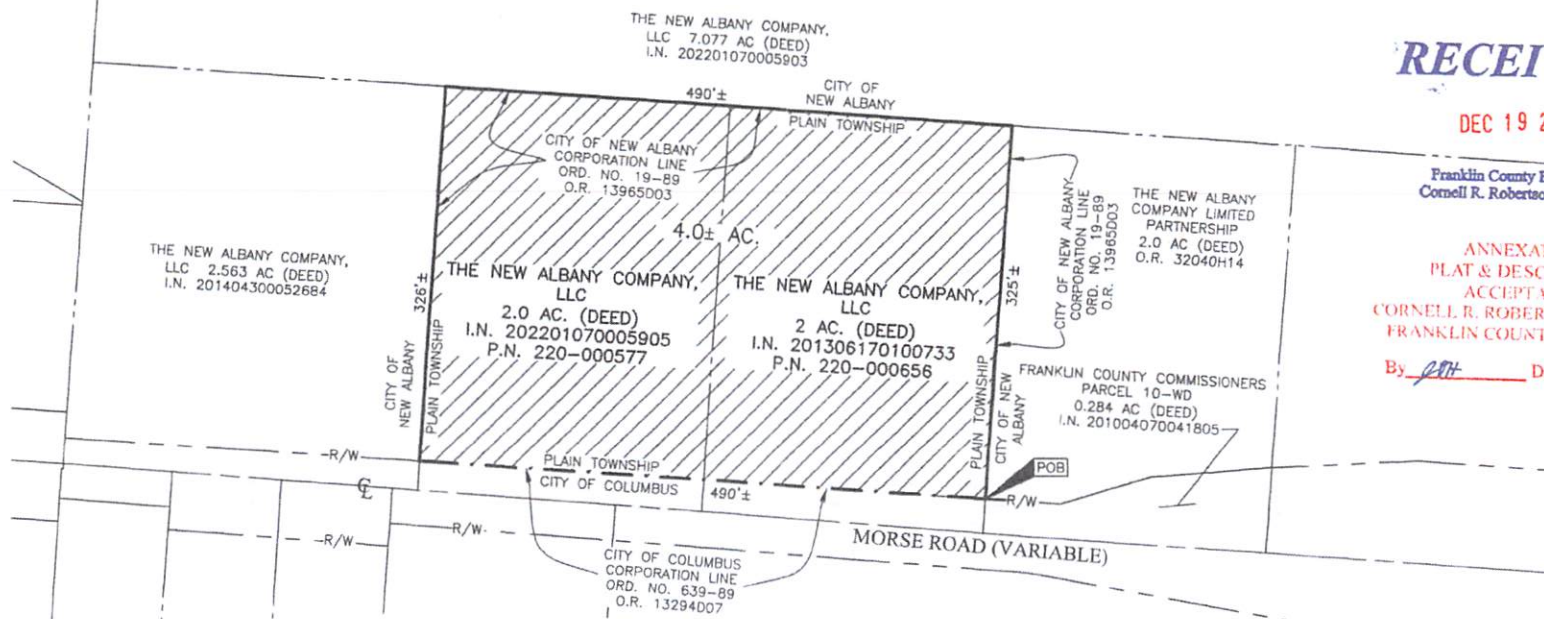 THE NEW ALBANY COMPANY,
LLC 7.077 AC (DEED)
I.N. 202201070005903
RECEI
DEC 19 2
Franklin County E
Cornell R. Robertso
ANNEXA
PLAT & DESC
ACCEPTA
CORNELL R. ROBER
FRANKLIN COUNT
By D
490'±
CITY OF
NEW ALBANY
PLAIN TOWNSHIP
CITY OF NEW ALBANY
CORPORATION LINE
ORD. NO. 19-89
O.R. 13965D03
4.0± AC.
THE NEW ALBANY COMPANY,
LLC 2.563 AC (DEED)
I.N. 201404300052684
326'±
CITY OF
NEW ALBANY
PLAIN TOWNSHIP
THE NEW ALBANY COMPANY,
LLC
2.0 AC. (DEED)
I.N. 202201070005905
P.N. 220-000577
THE NEW ALBANY COMPANY,
LLC
2 AC. (DEED)
I.N. 201306170100733
P.N. 220-000656
325'±
CITY OF NEW ALBANY
CORPORATION LINE
ORD. NO. 19-89
O.R. 13965D03
THE NEW ALBANY
COMPANY LIMITED
PARTNERSHIP
2.0 AC (DEED)
O.R. 32040H14
PLAIN TOWNSHIP
CITY OF NEW
ALBANY
FRANKLIN COUNTY COMMISSIONERS
PARCEL 10-WD
0.284 AC (DEED)
I.N. 201004070041805
POB
R/W
R/W
PLAIN TOWNSHIP
CITY OF COLUMBUS
490'±
℄
R/W
R/W
MORSE ROAD (VARIABLE)
CITY OF COLUMBUS
CORPORATION LINE
ORD. NO. 639-89
O.R. 13294D07